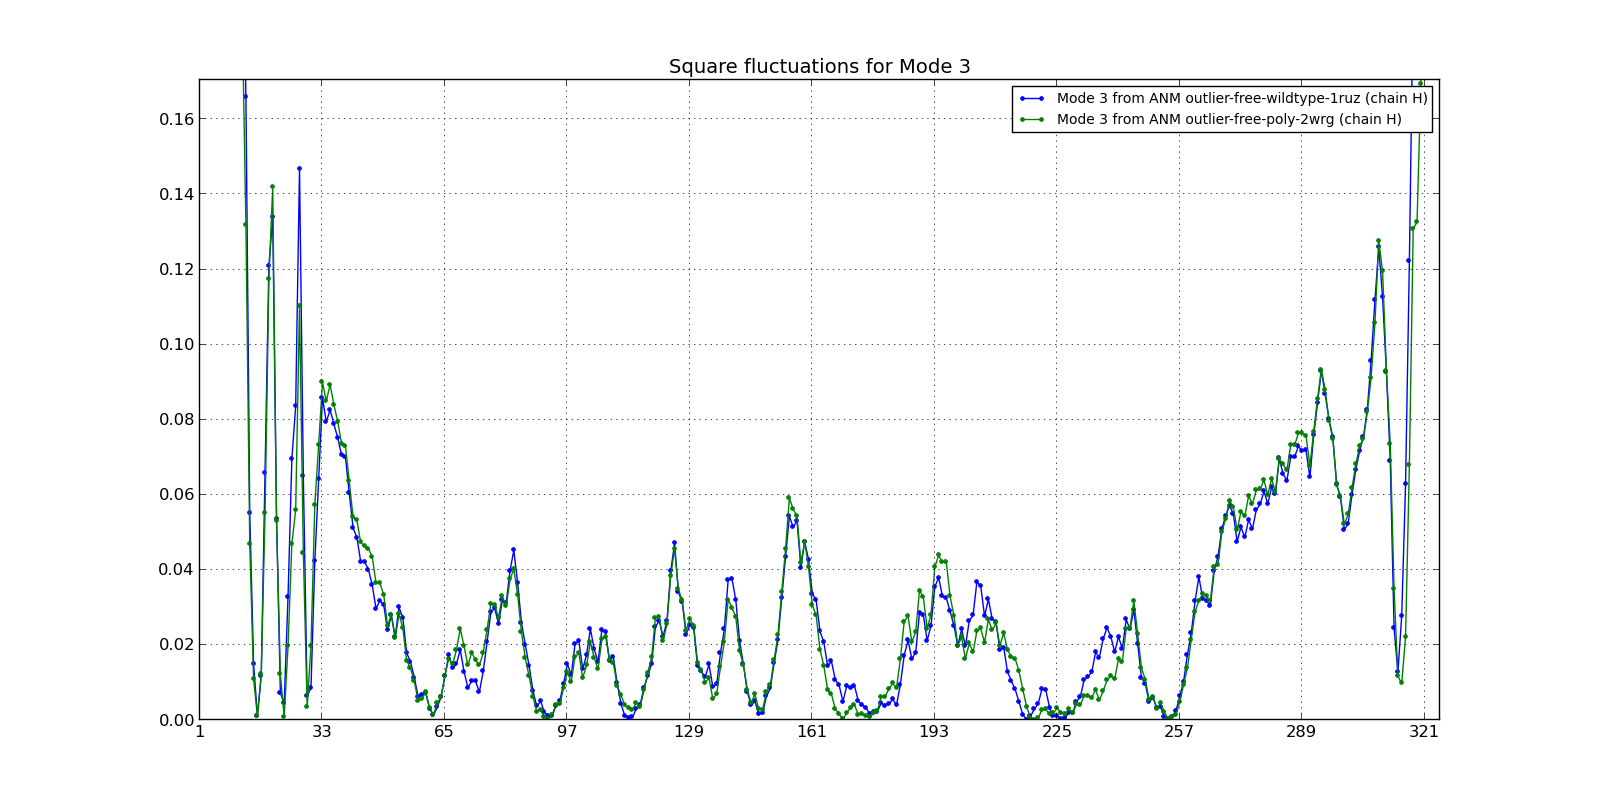 Square fluctuations for Mode 3
Mode 3 from ANM outlier-free-wildtype-1ruz (chain H)
Mode 3 from ANM outlier-free-poly-2wrg (chain H)
0.16
0.14
0.12
0.10
0.08
0.06
0.04
0.02
0.00
1 33 65 97 129 161 193 225 257 289 321